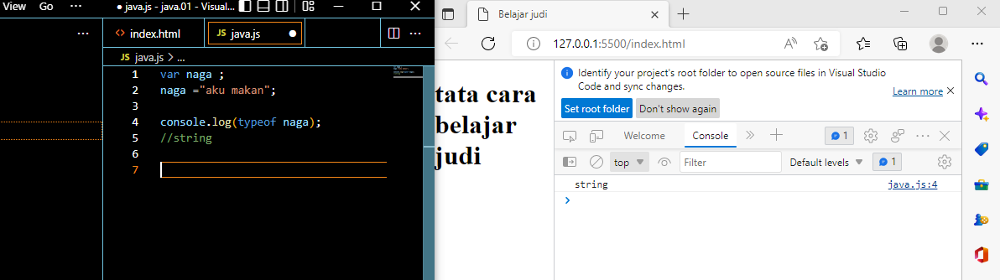 View Go ··· ● java.js - java.01 - Visual...
index.html JS java.js ● ···
JS java.js > ...
1 var naga ;
2 naga ="aku makan";
3
4 console.log(typeof naga);
5 //string
6
7
Belajar judi
127.0.0.1:5500/index.html
tata cara
belajar
judi
Identify your project's root folder to open source files in Visual Studio
Code and sync changes.
Learn more
Set root folder Don't show again
Welcome Console 1
top Filter Default levels 1
string java.js:4